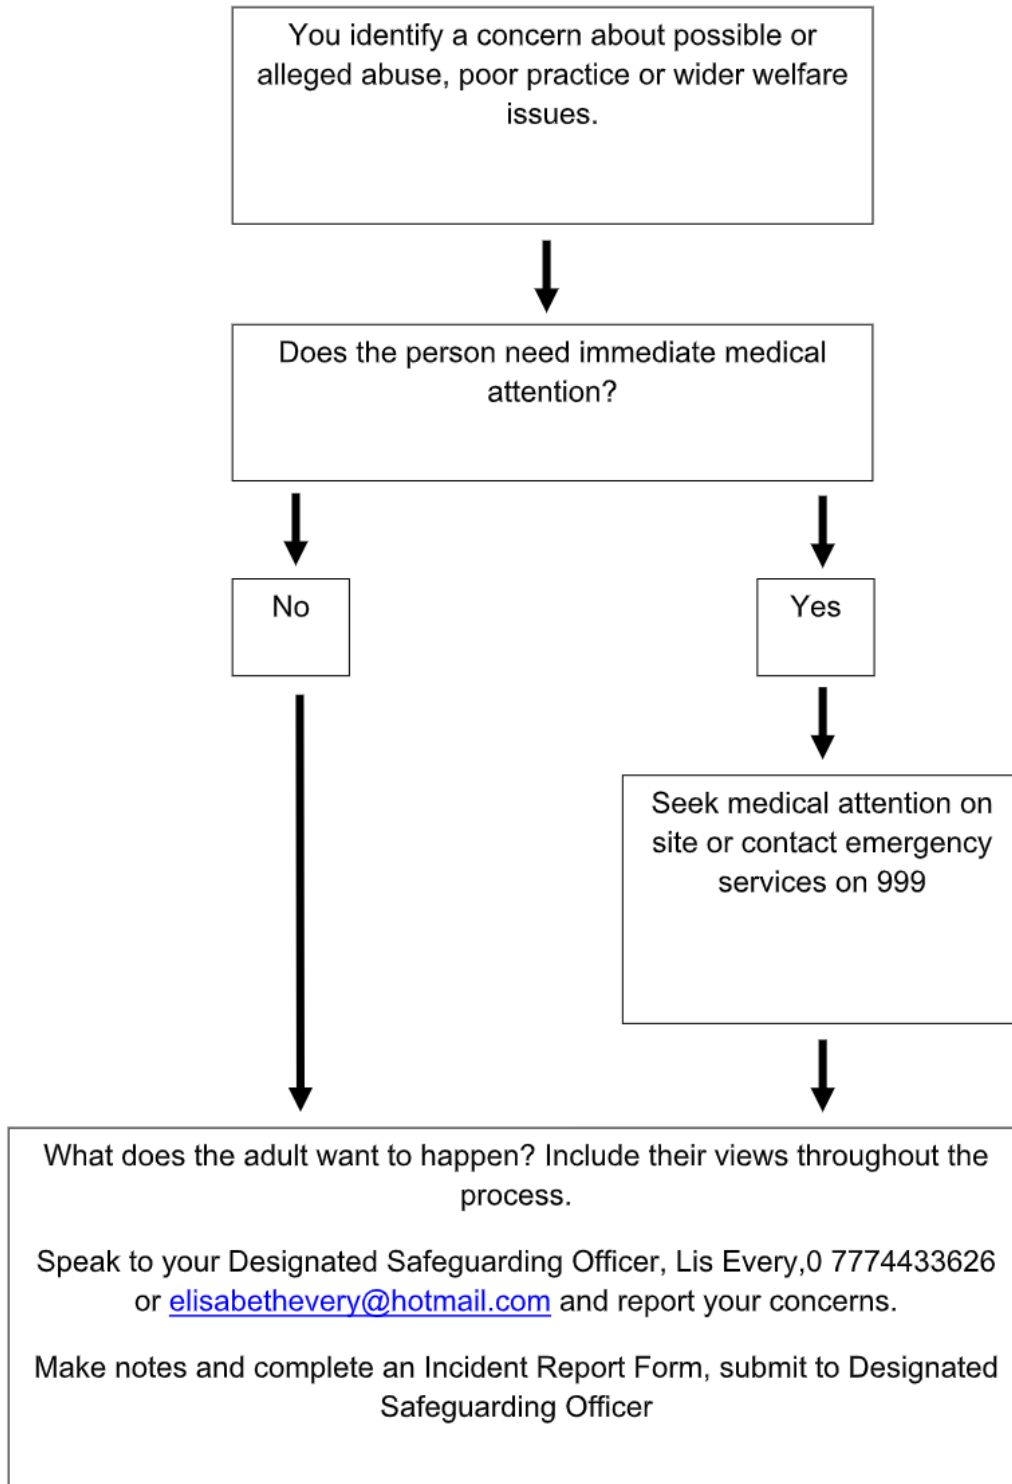 You identify a concern about possible or
alleged abuse, poor practice or wider welfare
issues.
Does the person need immediate medical
attention?
No
Yes
Seek medical attention on
site or contact emergency
services on 999
What does the adult want to happen? Include their views throughout the
process.
Speak to your Designated Safeguarding Officer, Lis Every,0 7774433626
or elisabethevery@hotmail.com and report your concerns.
Make notes and complete an Incident Report Form, submit to Designated
Safeguarding Officer